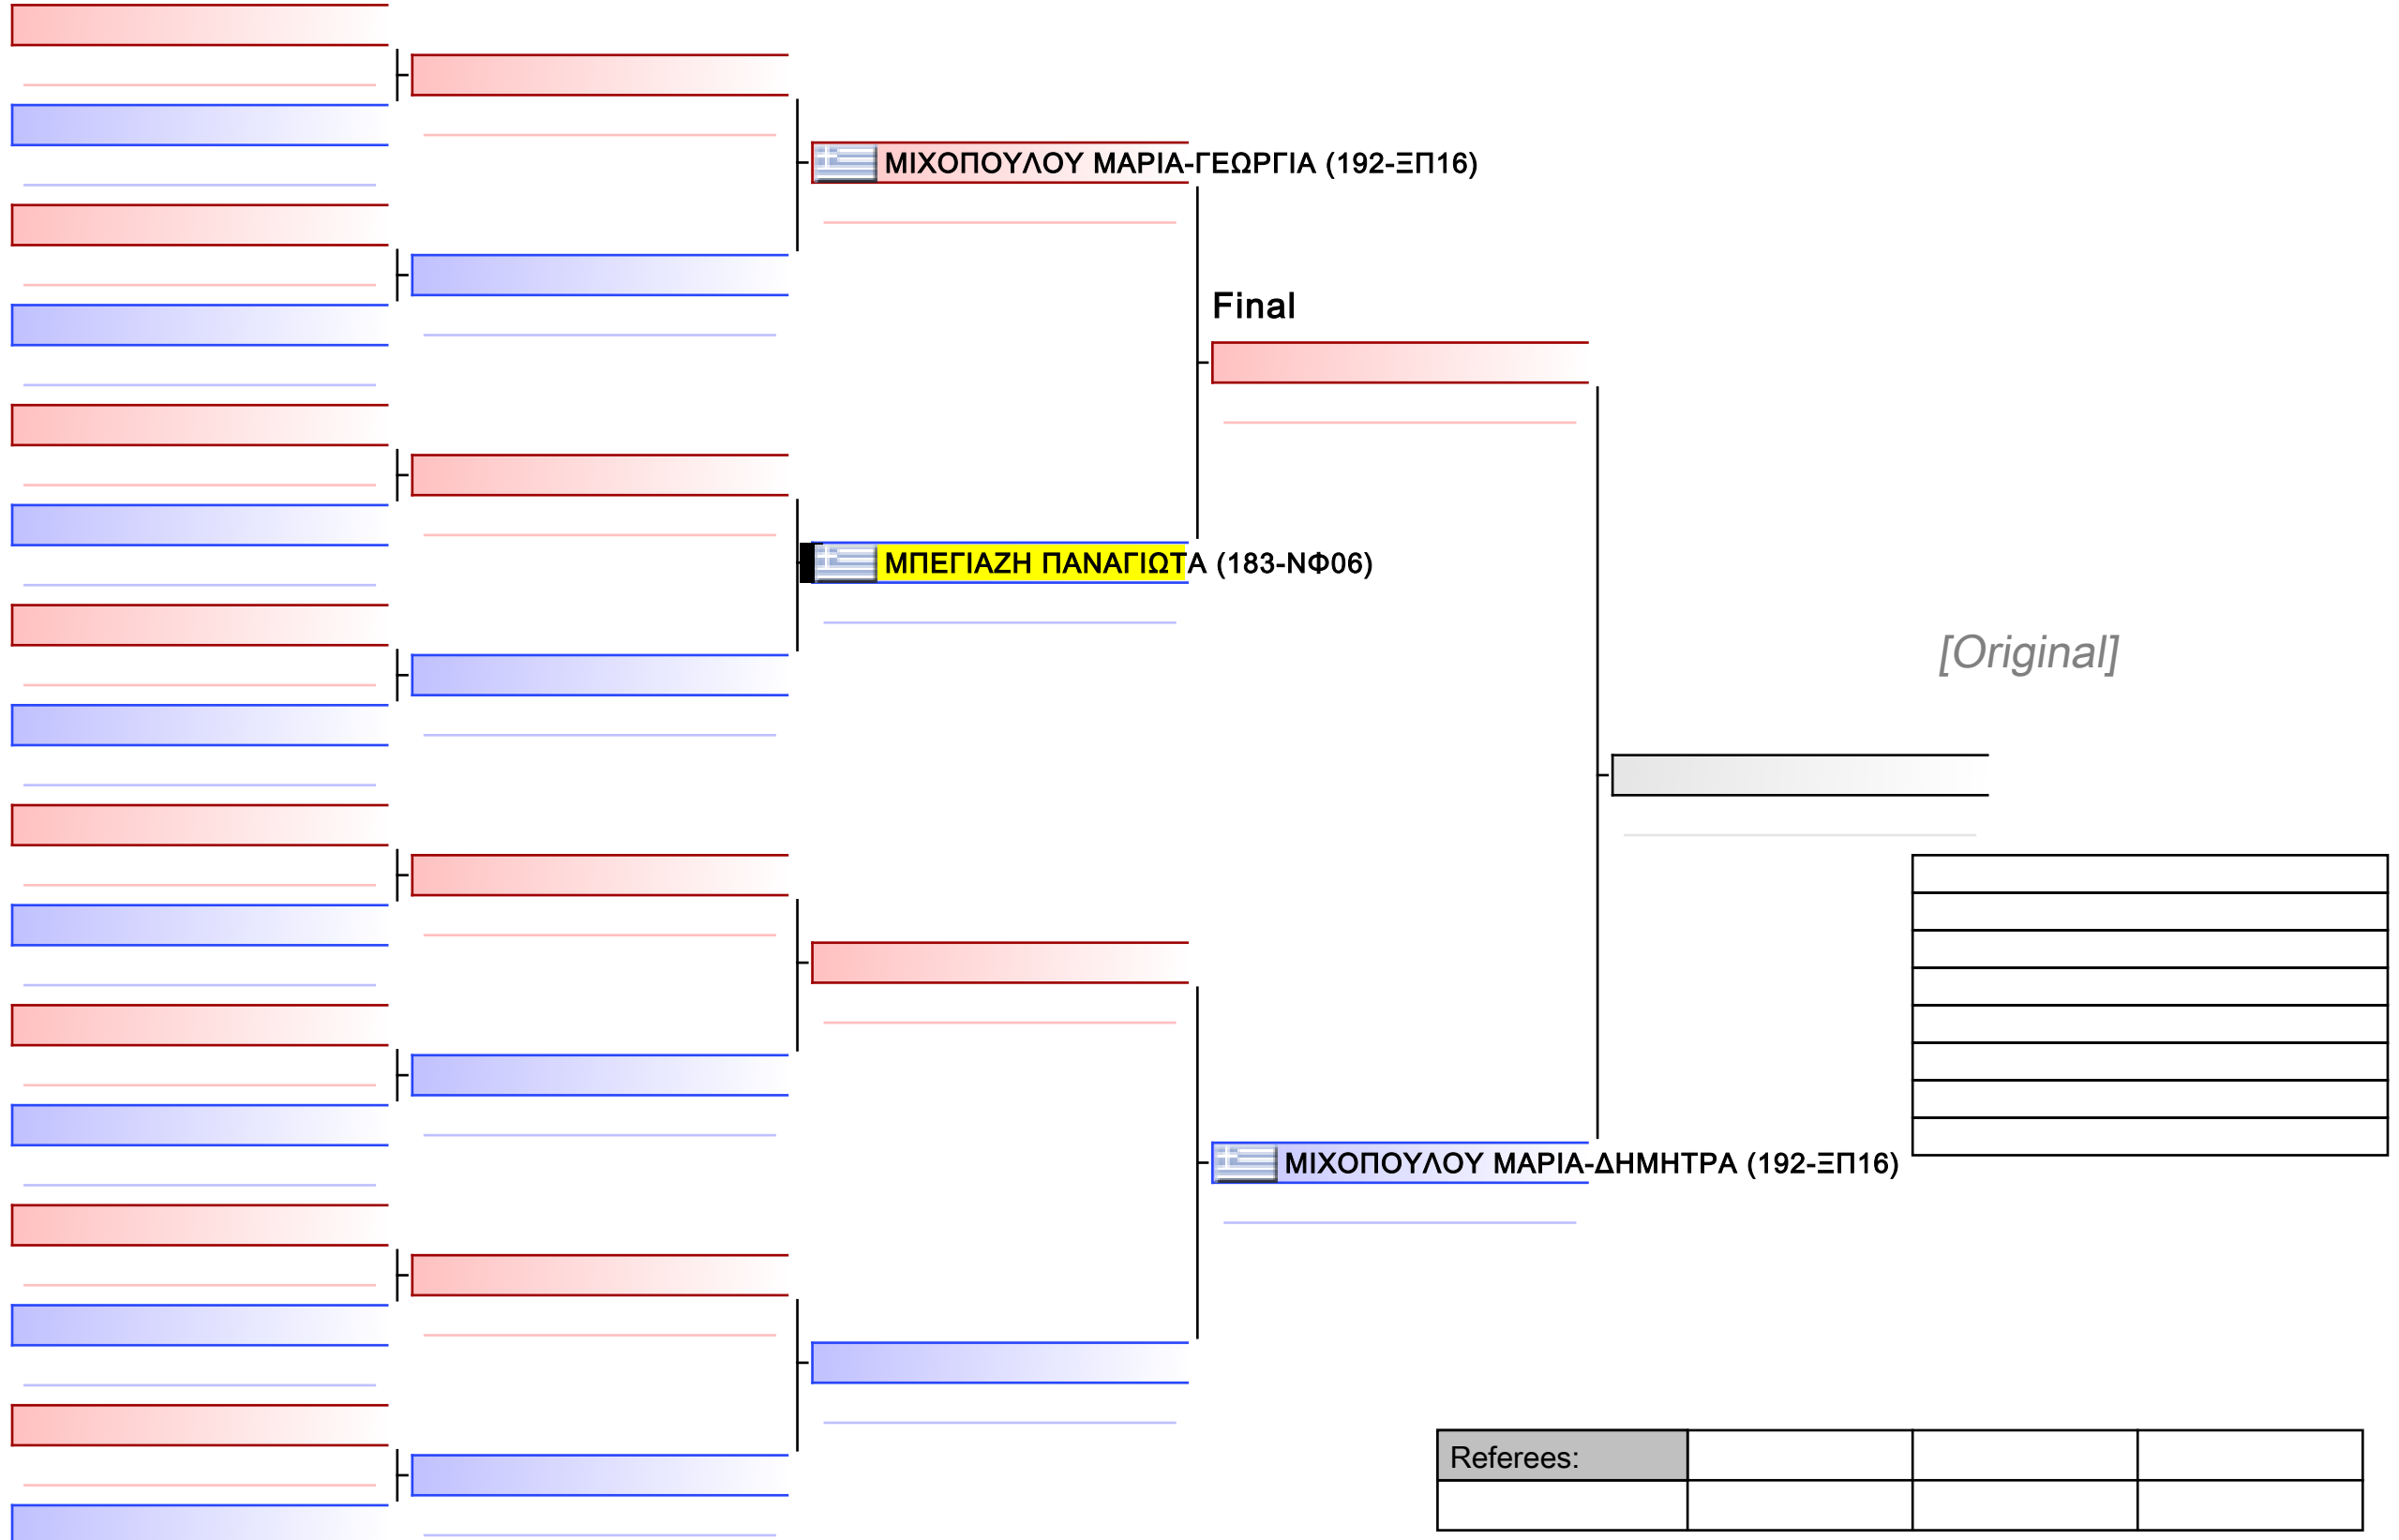 ΜΙΧΟΠΟΥΛΟΥ ΜΑΡΙΑ-ΓΕΩΡΓΙΑ (192-ΞΠ16)
Final
ΜΠΕΓΙΑΖΗ ΠΑΝΑΓΙΩΤΑ (183-ΝΦ06)
[Original]
ΜΙΧΟΠΟΥΛΟΥ ΜΑΡΙΑ-ΔΗΜΗΤΡΑ (192-ΞΠ16)
Referees: